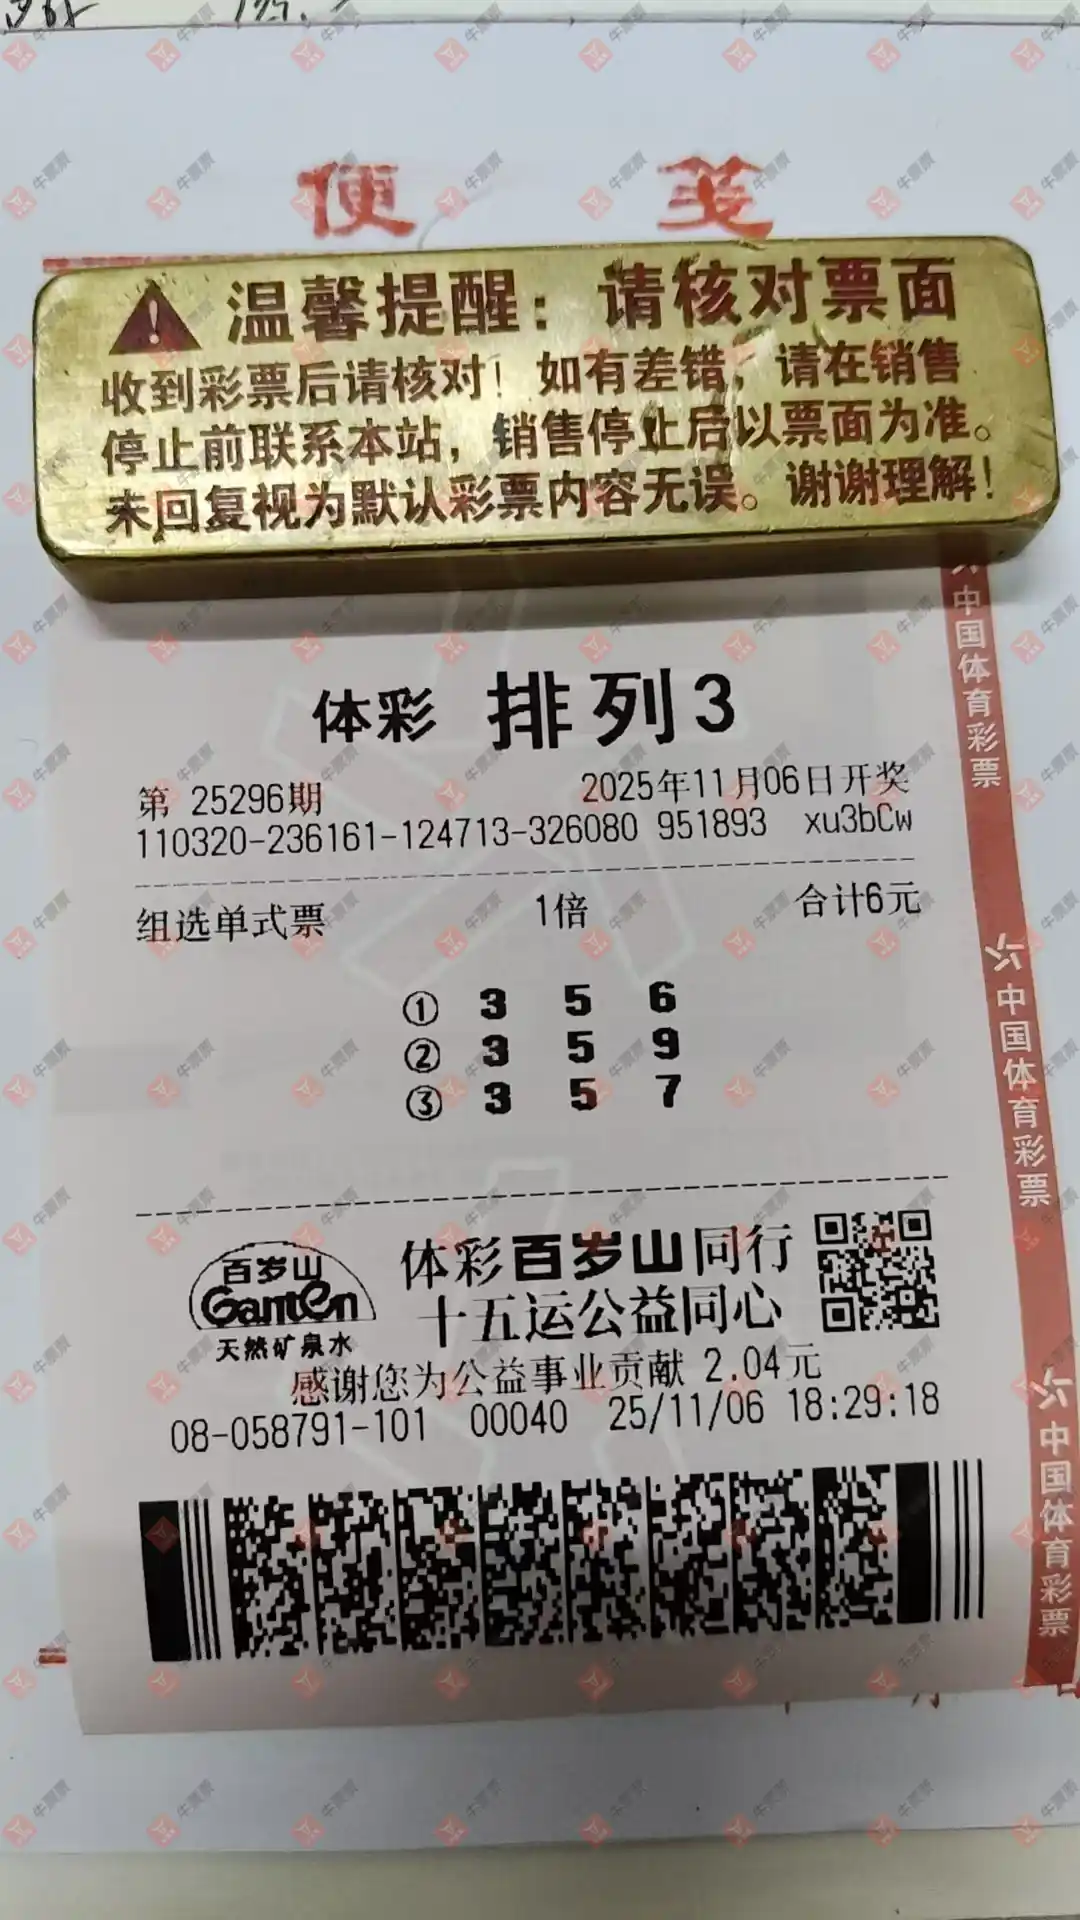 便 笺
温馨提醒：请核对票面
收到彩票后请核对！如有差错，请在销售
停止前联系本站，销售停止后以票面为准。
未回复视为默认彩票内容无误。谢谢理解！
体彩 排列3
第 25296期 2025年11月06日开奖
110320-236161-124713-326080 951893 xu3bCw
组选单式票 1倍 合计6元
① 3 5 6
② 3 5 9
③ 3 5 7
百岁山
Ganten
天然矿泉水
体彩百岁山同行
十五运公益同心
感谢您为公益事业贡献 2.04元
08-058791-101 00040 25/11/06 18:29:18
中国体育彩票
中国体育彩票
中国体育彩票
牛票票